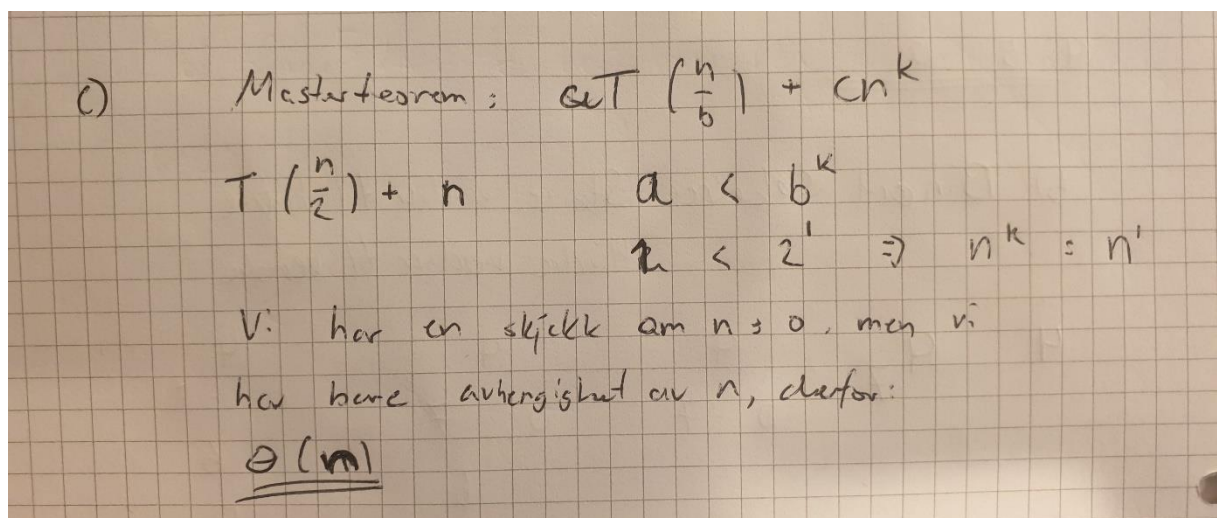 c) Masterteorem: aT(n/b) + cn^k
T(n/2) + n a < b^k
1 < 2^1 => n^k = n^1
Vi har en skjekk om n = 0, men vi
har bare avhengighet av n, derfor:
Θ(n)